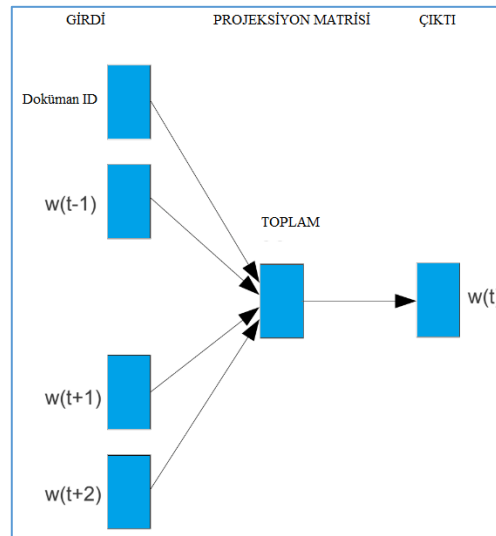 GİRDİ PROJEKSİYON MATRİSİ ÇIKTI
Doküman ID
w(t-1)
TOPLAM
w(t
w(t+1)
w(t+2)